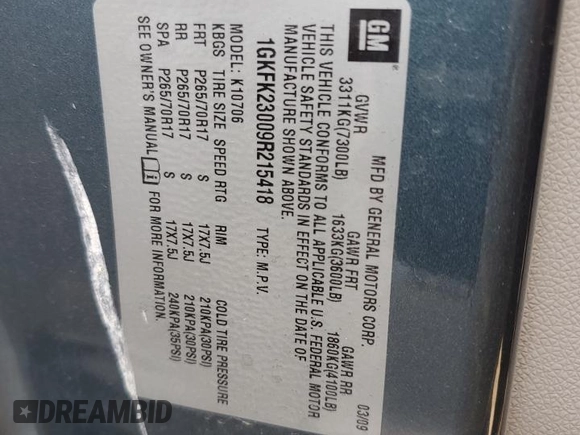 GM
MFD BY GENERAL MOTORS CORP. 03/09
GVWR GAWR FRT GAWR RR
3311KG(7300LB) 1633KG(3600LB) 1860KG(4100LB)
THIS VEHICLE CONFORMS TO ALL APPLICABLE U.S. FEDERAL MOTOR
VEHICLE SAFETY STANDARDS IN EFFECT ON THE DATE OF
MANUFACTURE SHOWN ABOVE.
1GKFK23009R215418 TYPE: M.P.V.
MODEL: K10706
KBGS TIRE SIZE SPEED RTG RIM COLD TIRE PRESSURE
FRT P265/70R17 S 17X7.5J 210KPA(30PSI)
RR P265/70R17 S 17X7.5J 210KPA(30PSI)
SPA P265/70R17 S 17X7.5J 240KPA(35PSI)
SEE OWNER'S MANUAL FOR MORE INFORMATION.
DREAMBID